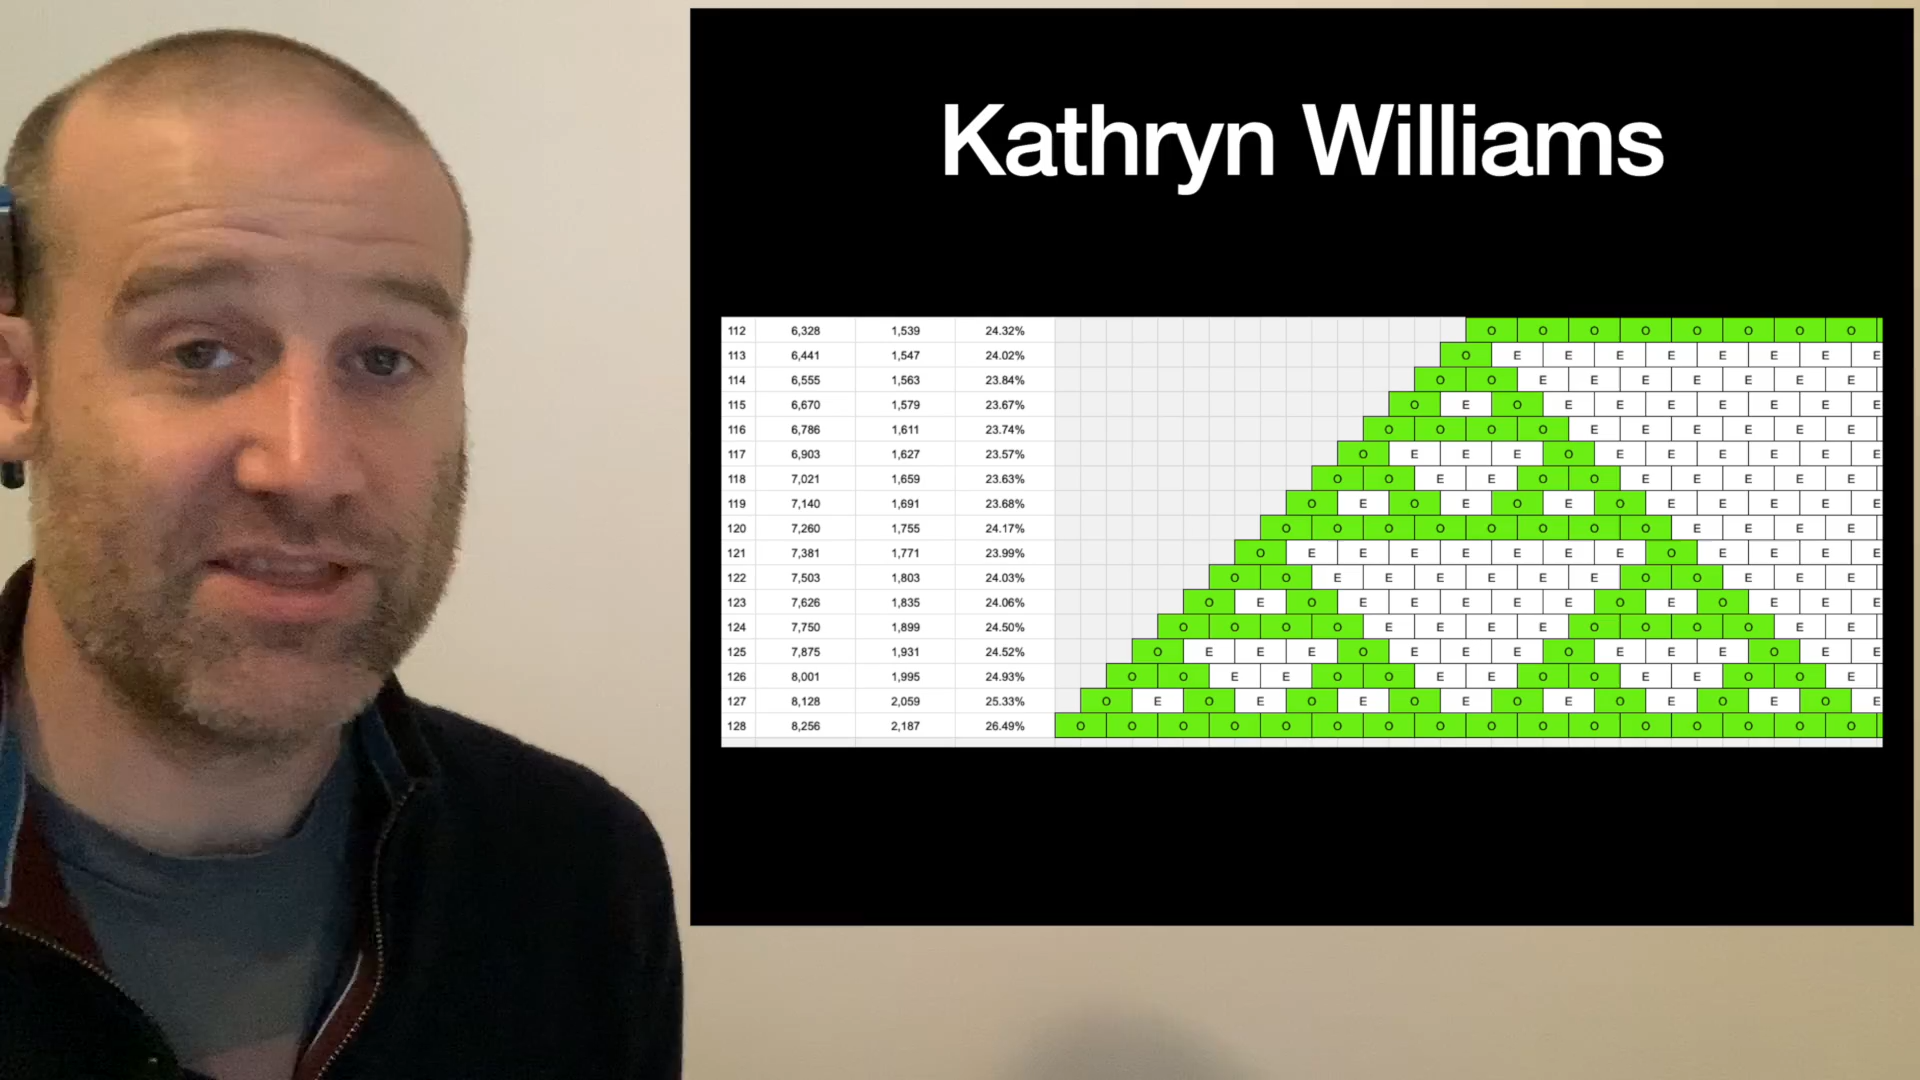 Kathryn Williams
112 6,328 1,539 24.32% O O O O O O O O
113 6,441 1,547 24.02% O E E E E E E E E
114 6,555 1,563 23.84% O O E E E E E E E
115 6,670 1,579 23.67% O E O E E E E E E E
116 6,786 1,611 23.74% O O O O E E E E E E
117 6,903 1,627 23.57% O E E E O E E E E E E
118 7,021 1,659 23.63% O O E E O O E E E E E
119 7,140 1,691 23.68% O E O E O E O E E E E E
120 7,260 1,755 24.17% O O O O O O O O E E E E
121 7,381 1,771 23.99% O E E E E E E E O E E E E
122 7,503 1,803 24.03% O O E E E E E E O O E E E
123 7,626 1,835 24.06% O E O E E E E E O E O E E E
124 7,750 1,899 24.50% O O O O E E E E O O O O E E
125 7,875 1,931 24.52% O E E E O E E E O E E E O E E
126 8,001 1,995 24.93% O O E E O O E E O O E E O O E
127 8,128 2,059 25.33% O E O E O E O E O E O E O E O E
128 8,256 2,187 26.49% O O O O O O O O O O O O O O O O